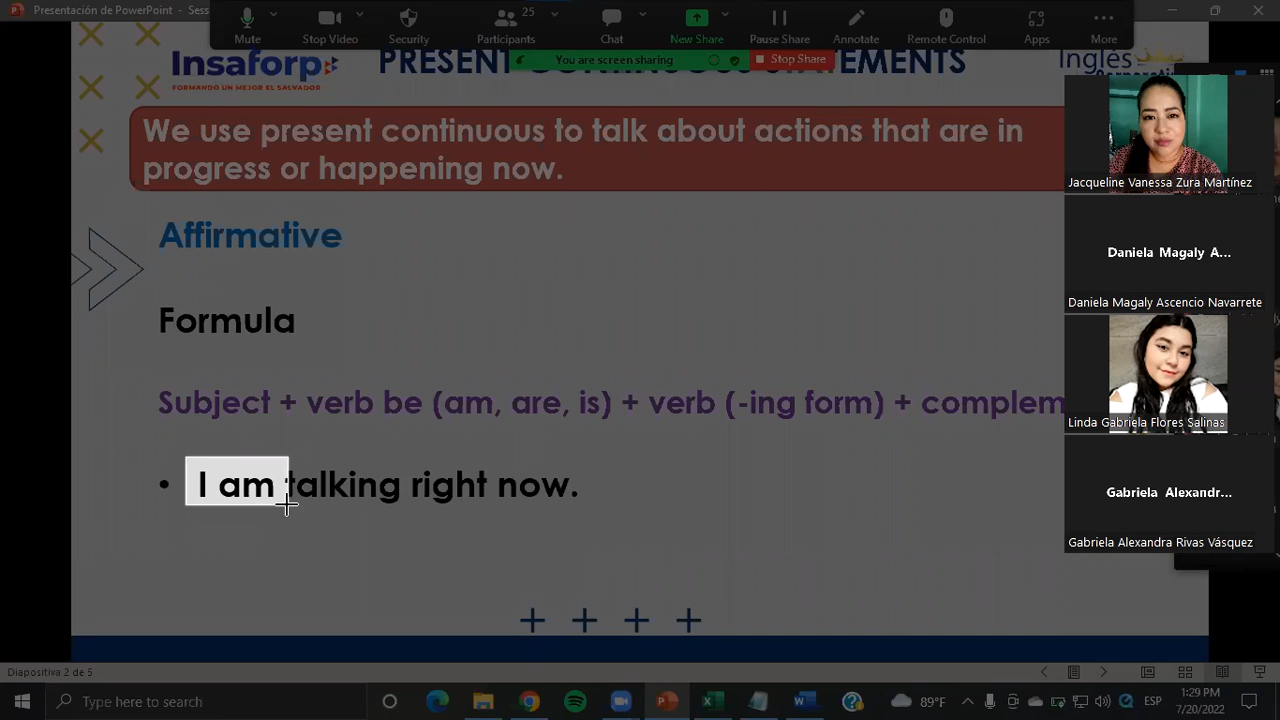 Presentación de PowerPoint - Sess
Mute
Stop Video
Security
25
Participants
Chat
New Share
Pause Share
Annotate
Remote Control
Apps
More
You are screen sharing
Stop Share
Insaforp
FORMANDO UN MEJOR EL SALVADOR
PRESENT CONTINUOUS STATEMENTS
Inglés
We use present continuous to talk about actions that are in
progress or happening now.
Jacqueline Vanessa Zura Martínez
Affirmative
Daniela Magaly A...
Daniela Magaly Ascencio Navarrete
Formula
Subject + verb be (am, are, is) + verb (-ing form) + complem
Linda Gabriela Flores Salinas
• I am talking right now.
Gabriela Alexandr...
Gabriela Alexandra Rivas Vásquez
Diapositiva 2 de 5
Type here to search
89°F
ESP
1:29 PM
7/20/2022